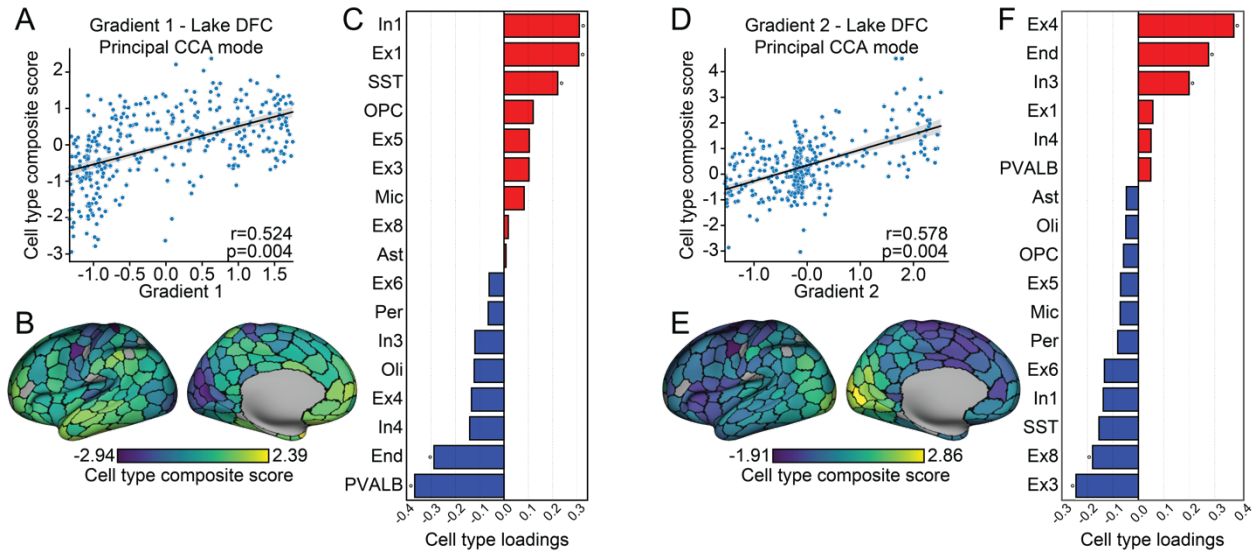 A
Gradient 1 - Lake DFC
Principal CCA mode
Cell type composite score
2
1
0
-1
-2
-3
r=0.524
p=0.004
-1.0 -0.5 0.0 0.5 1.0 1.5
Gradient 1
B
-2.94 2.39
Cell type composite score
C
In1
Ex1
SST
OPC
Ex5
Ex3
Mic
Ex8
Ast
Ex6
Per
In3
Oli
Ex4
In4
End
PVALB
-0.4 -0.3 -0.2 -0.1 0.0 0.1 0.2 0.3
Cell type loadings
D
Gradient 2 - Lake DFC
Principal CCA mode
Cell type composite score
4
3
2
1
0
-1
-2
-3
r=0.578
p=0.004
-1.0 -0.0 1.0 2.0
Gradient 2
E
-1.91 2.86
Cell type composite score
F
Ex4
End
In3
Ex1
In4
PVALB
Ast
Oli
OPC
Ex5
Mic
Per
Ex6
In1
SST
Ex8
Ex3
-0.4 -0.3 -0.2 -0.1 0.0 0.1 0.2 0.3 0.4
Cell type loadings